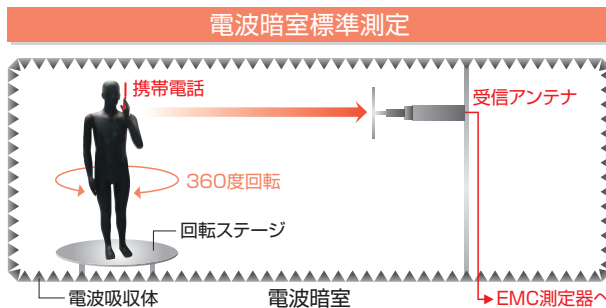 電波暗室標準測定
携帯電話
受信アンテナ
360度回転
回転ステージ
電波吸収体
電波暗室
EMC測定器へ